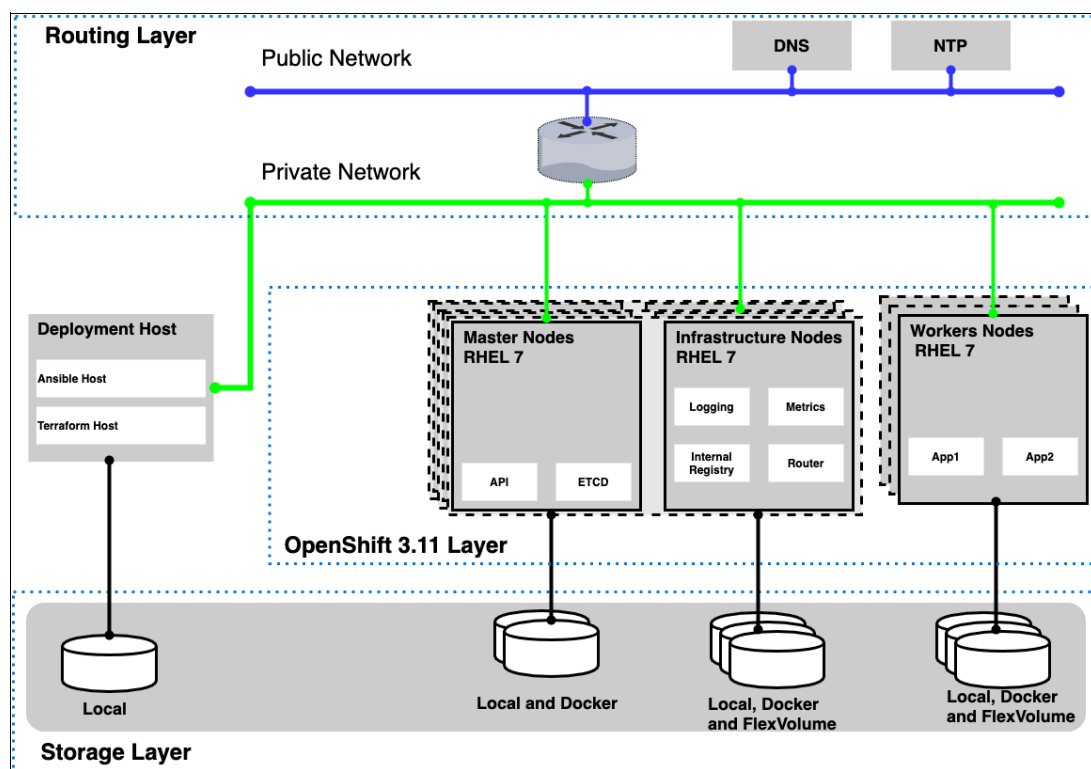 Routing Layer
Public Network
DNS
NTP
Private Network
Deployment Host
Ansible Host
Terraform Host
Master Nodes
RHEL 7
API
ETCD
Infrastructure Nodes
RHEL 7
Logging
Metrics
Internal
Registry
Router
Workers Nodes
RHEL 7
App1
App2
OpenShift 3.11 Layer
Local
Local and Docker
Local, Docker
and FlexVolume
Local, Docker
and FlexVolume
Storage Layer